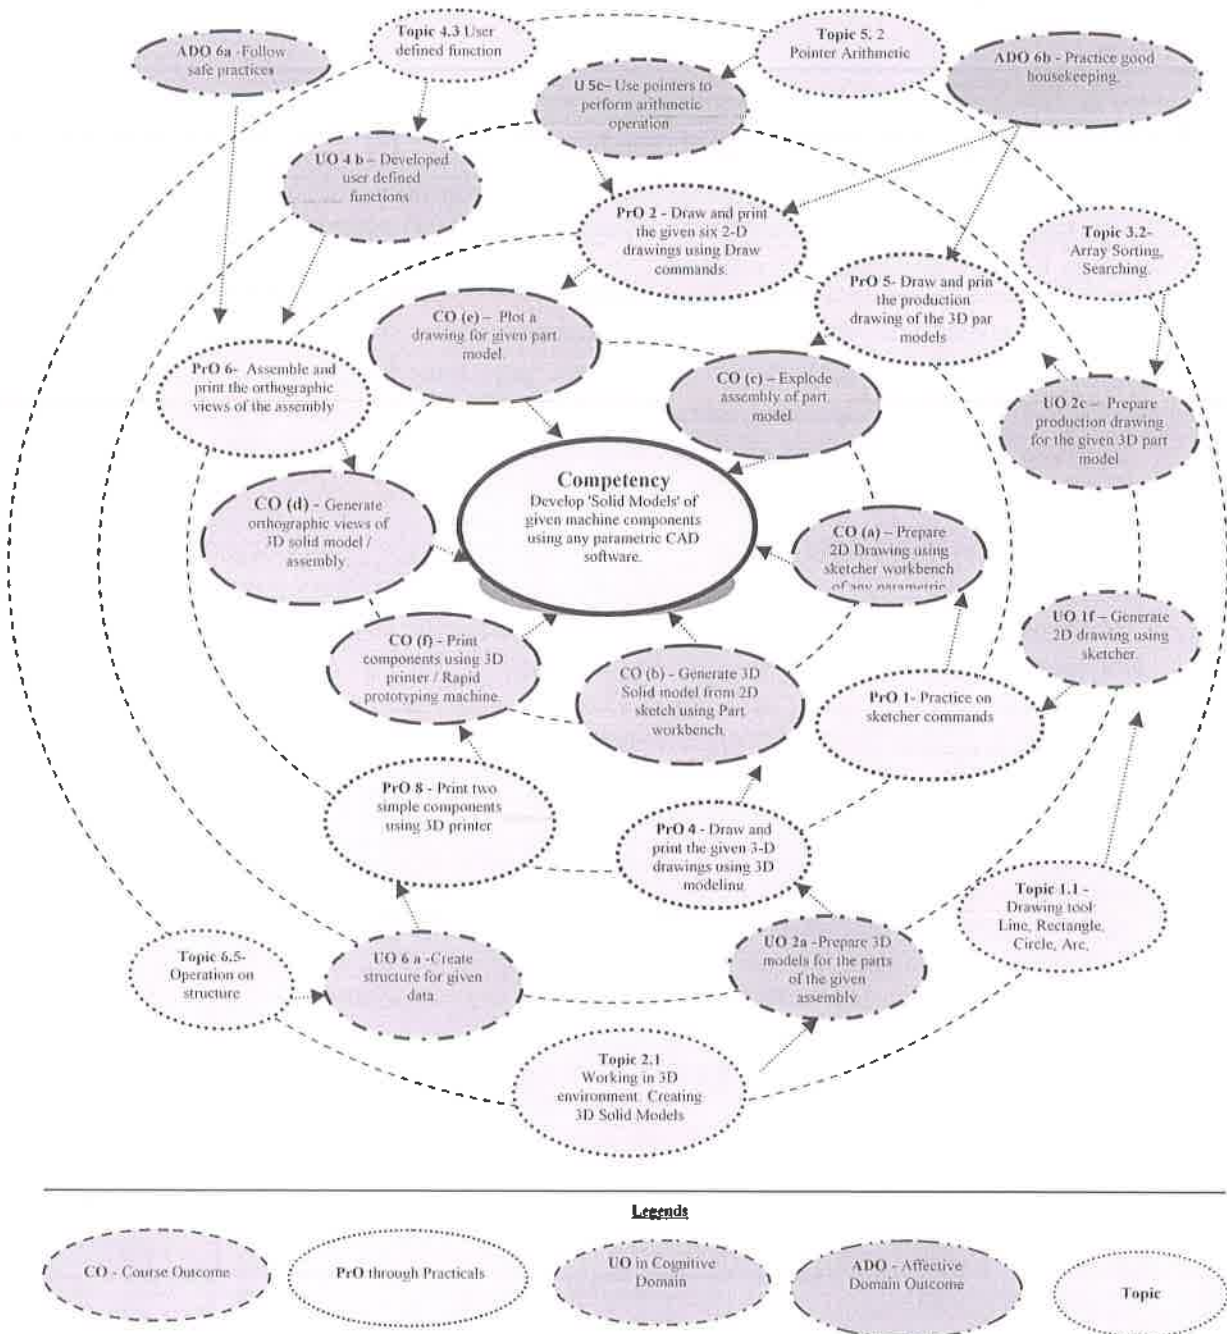 ADO 6a -Follow
safe practices
Topic 4.3 User
defined function
Topic 5. 2
Pointer Arithmetic
ADO 6b - Practice good
housekeeping.
U 5c– Use pointers to
perform arithmetic
operation
UO 4 b – Developed
user defined
functions
PrO 2 - Draw and print
the given six 2-D
drawings using Draw
commands.
Topic 3.2-
Array Sorting,
Searching.
PrO 5- Draw and prin
the production
drawing of the 3D par
models
CO (e) – Plot a
drawing for given part
model.
PrO 6- Assemble and
print the orthographic
views of the assembly
CO (c) – Explode
assembly of part
model
UO 2c – Prepare
production drawing
for the given 3D part
model
Competency
Develop 'Solid Models' of
given machine components
using any parametric CAD
software.
CO (d) - Generate
orthographic views of
3D solid model /
assembly.
CO (a) – Prepare
2D Drawing using
sketcher workbench
of any parametric
UO 1f – Generate
2D drawing using
sketcher.
CO (f) - Print
components using 3D
printer / Rapid
prototyping machine.
CO (b) - Generate 3D
Solid model from 2D
sketch using Part
workbench.
PrO 1- Practice on
sketcher commands
PrO 8 - Print two
simple components
using 3D printer
PrO 4 - Draw and
print the given 3-D
drawings using 3D
modeling
Topic 1.1 -
Drawing tool
Line, Rectangle,
Circle, Arc,
Topic 6.5-
Operation on
structure
UO 6 a -Create
structure for given
data
UO 2a -Prepare 3D
models for the parts
of the given
assembly
Topic 2.1
Working in 3D
environment. Creating
3D Solid Models
Legends
CO - Course Outcome
PrO through Practicals
UO in Cognitive
Domain
ADO - Affective
Domain Outcome
Topic